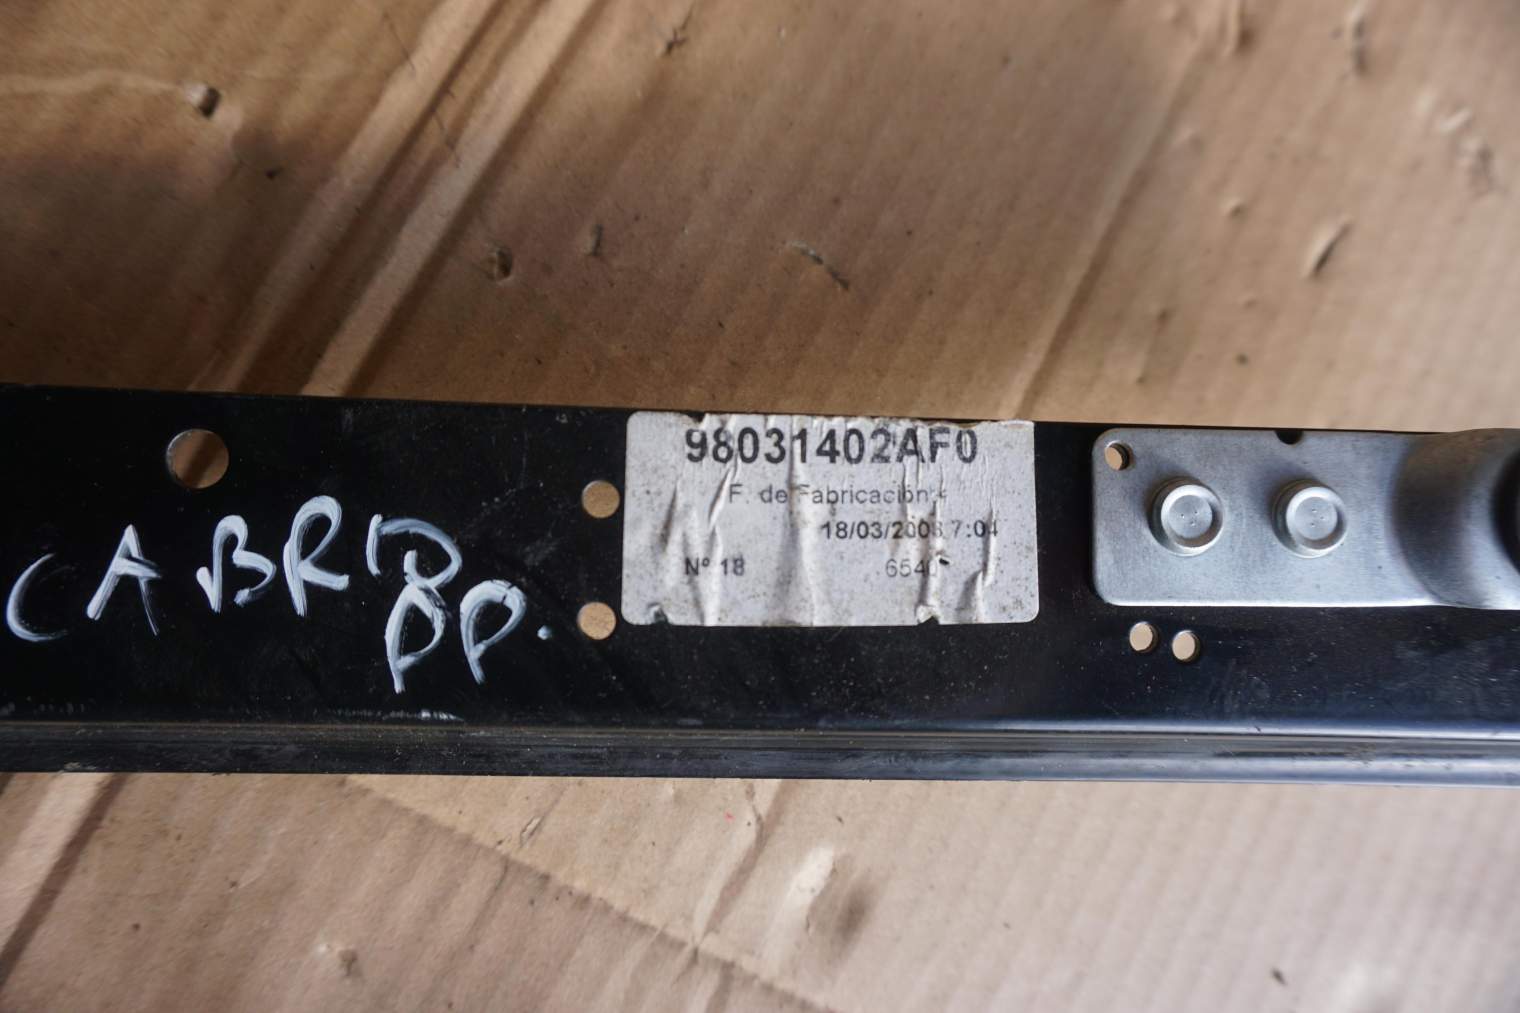 98031402AF0
F. de Fabricación:
18/03/2008 7:04
Nº 18 6540
CABRIO
PP.